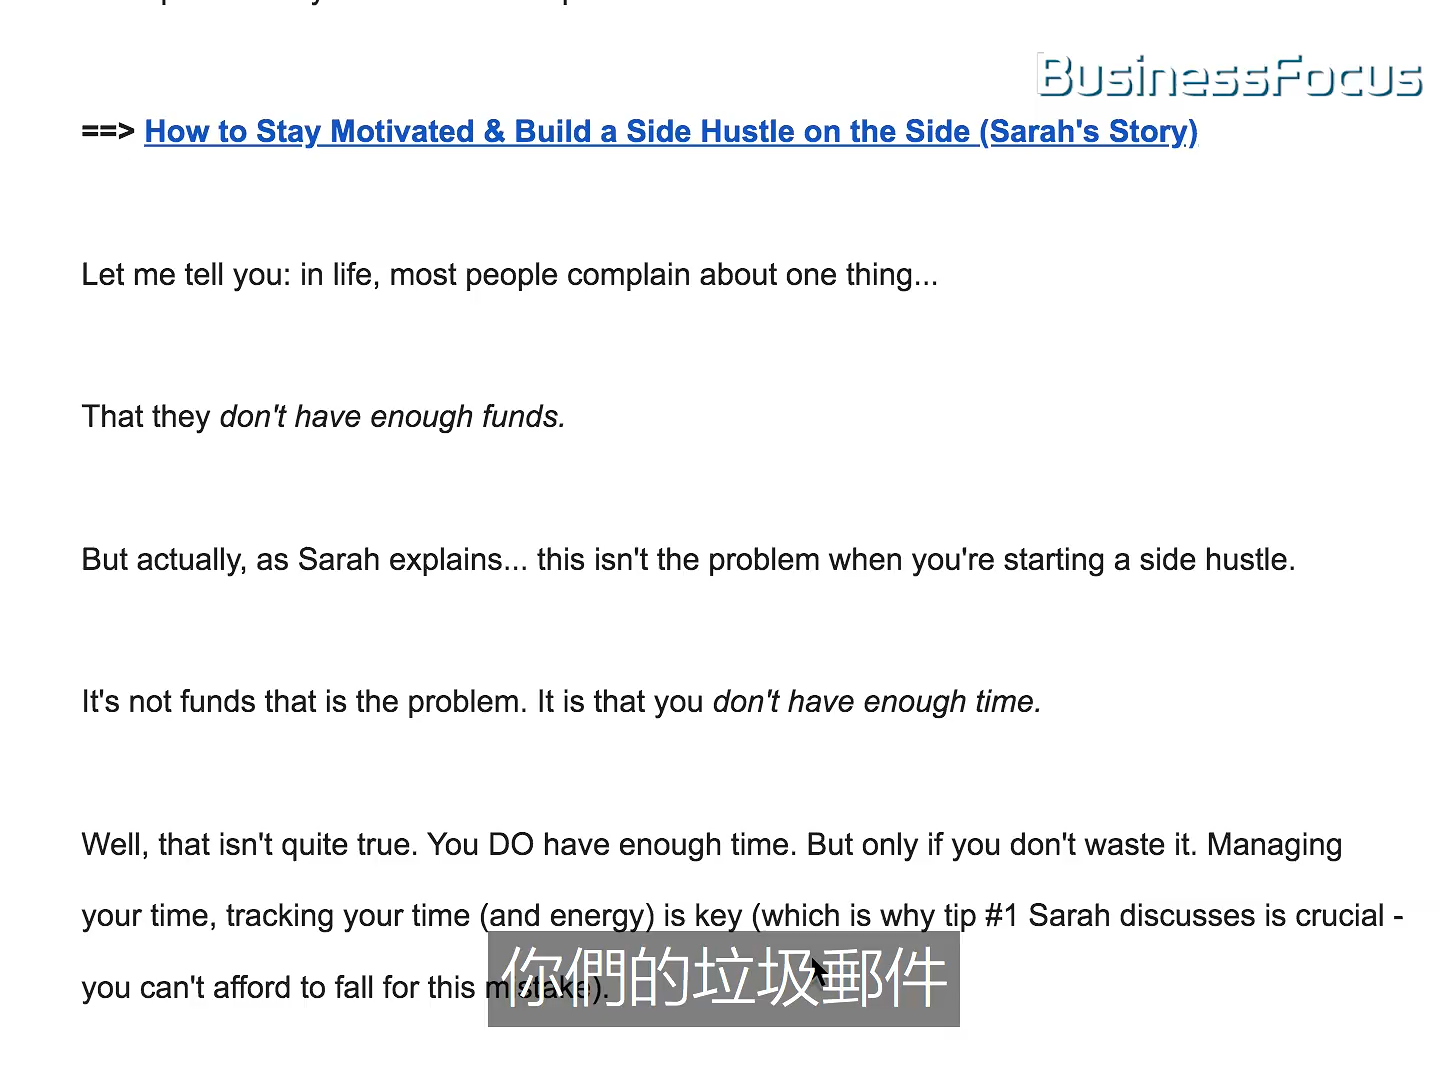 BusinessFocus
==> How to Stay Motivated & Build a Side Hustle on the Side (Sarah's Story)
Let me tell you: in life, most people complain about one thing...
That they don't have enough funds.
But actually, as Sarah explains... this isn't the problem when you're starting a side hustle.
It's not funds that is the problem. It is that you don't have enough time.
Well, that isn't quite true. You DO have enough time. But only if you don't waste it. Managing
your time, tracking your time (and energy) is key (which is why tip #1 Sarah discusses is crucial -
you can't afford to fall for this mistake).
你們的垃圾郵件